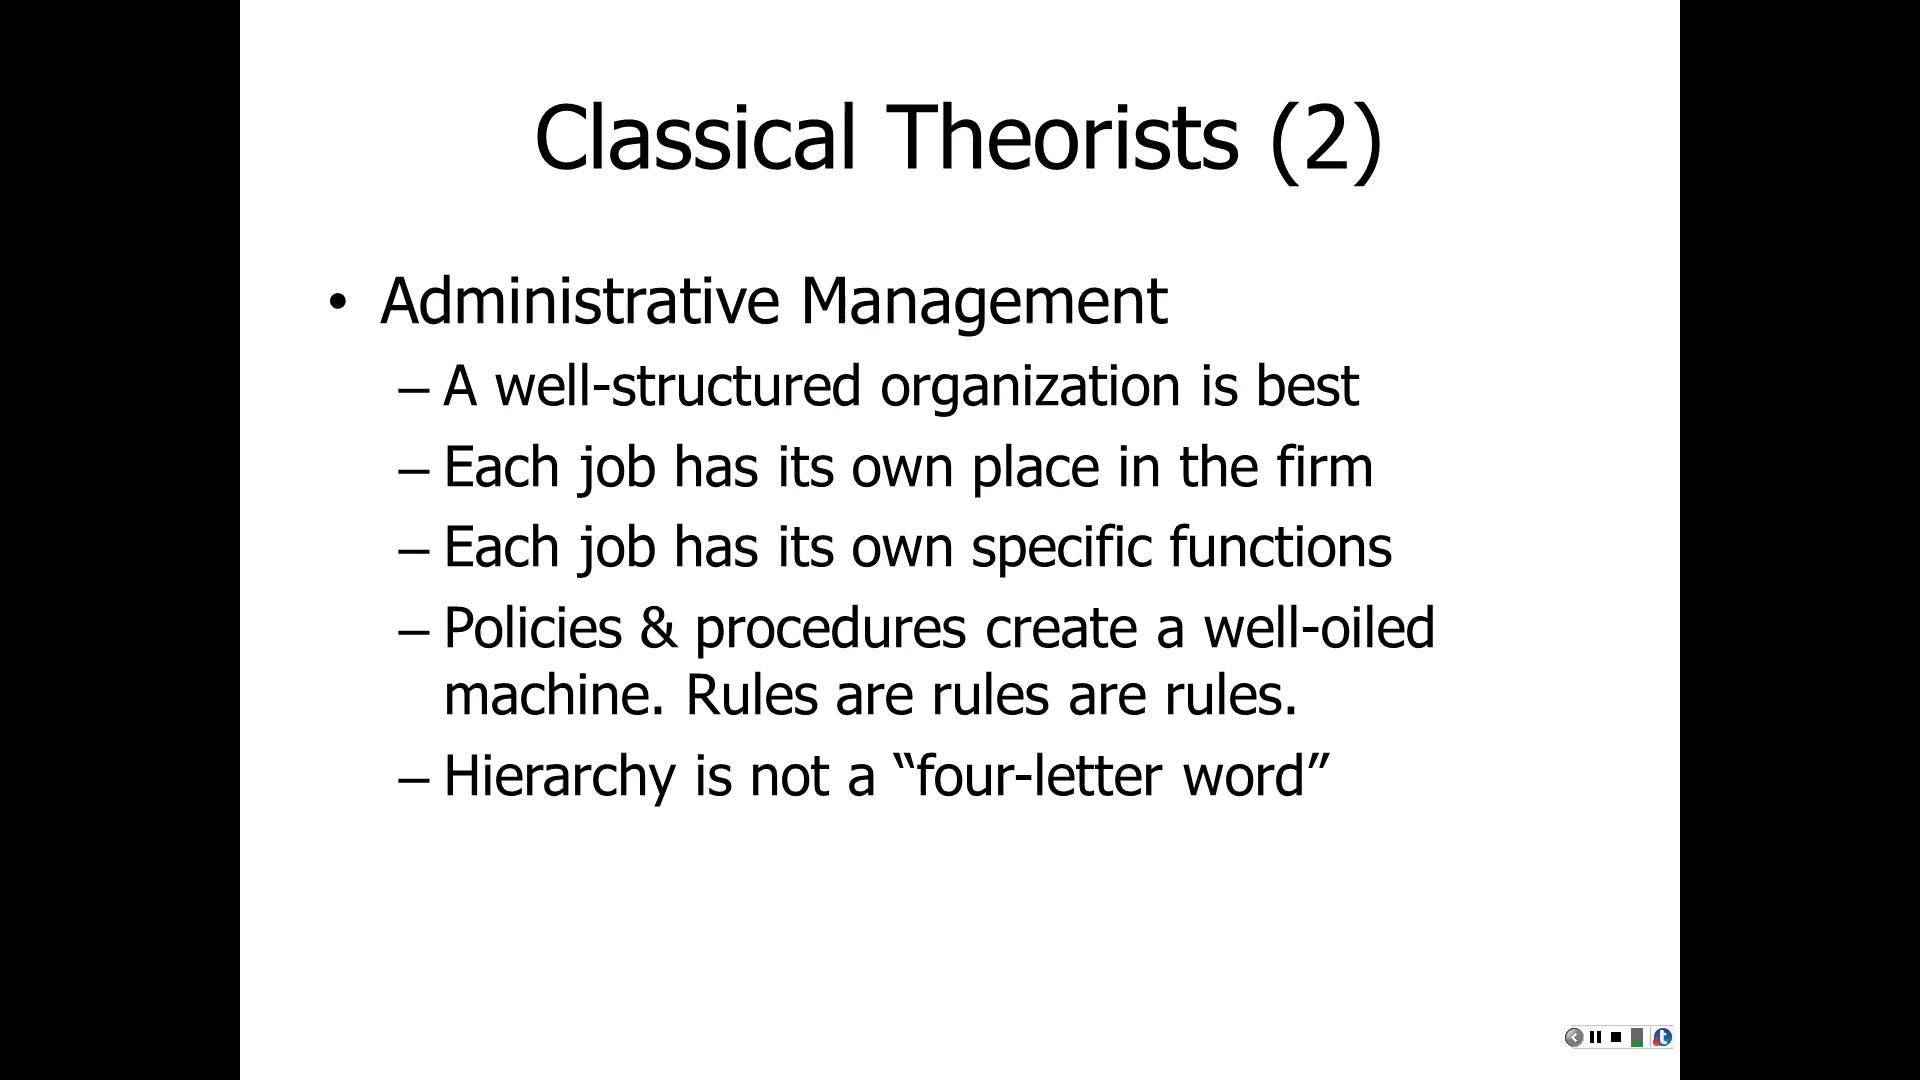 Classical Theorists (2)
• Administrative Management
– A well-structured organization is best
– Each job has its own place in the firm
– Each job has its own specific functions
– Policies & procedures create a well-oiled
machine. Rules are rules are rules.
– Hierarchy is not a “four-letter word”
t